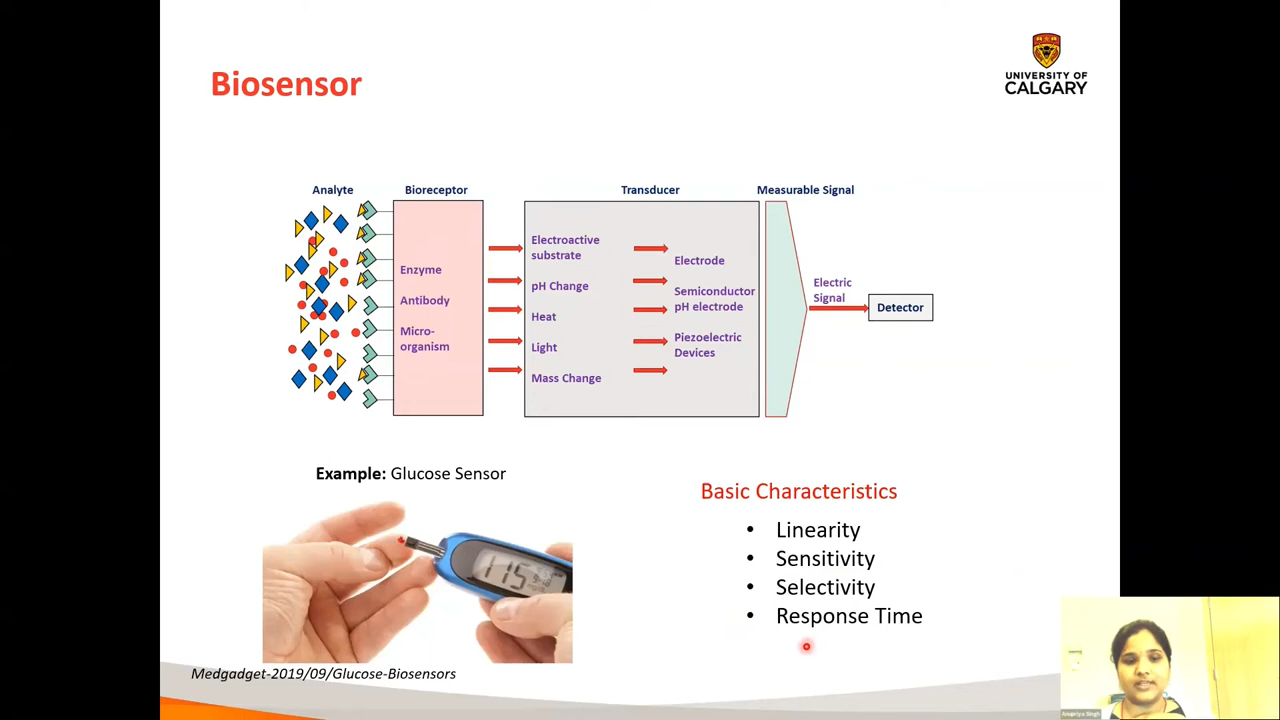 Biosensor
UNIVERSITY OF
CALGARY
Analyte
Bioreceptor
Transducer
Measurable Signal
Enzyme
Antibody
Micro-
organism
Electroactive
substrate
pH Change
Heat
Light
Mass Change
Electrode
Semiconductor
pH electrode
Piezoelectric
Devices
Electric
Signal
Detector
Example: Glucose Sensor
115
Basic Characteristics
• Linearity
• Sensitivity
• Selectivity
• Response Time
Medgadget-2019/09/Glucose-Biosensors